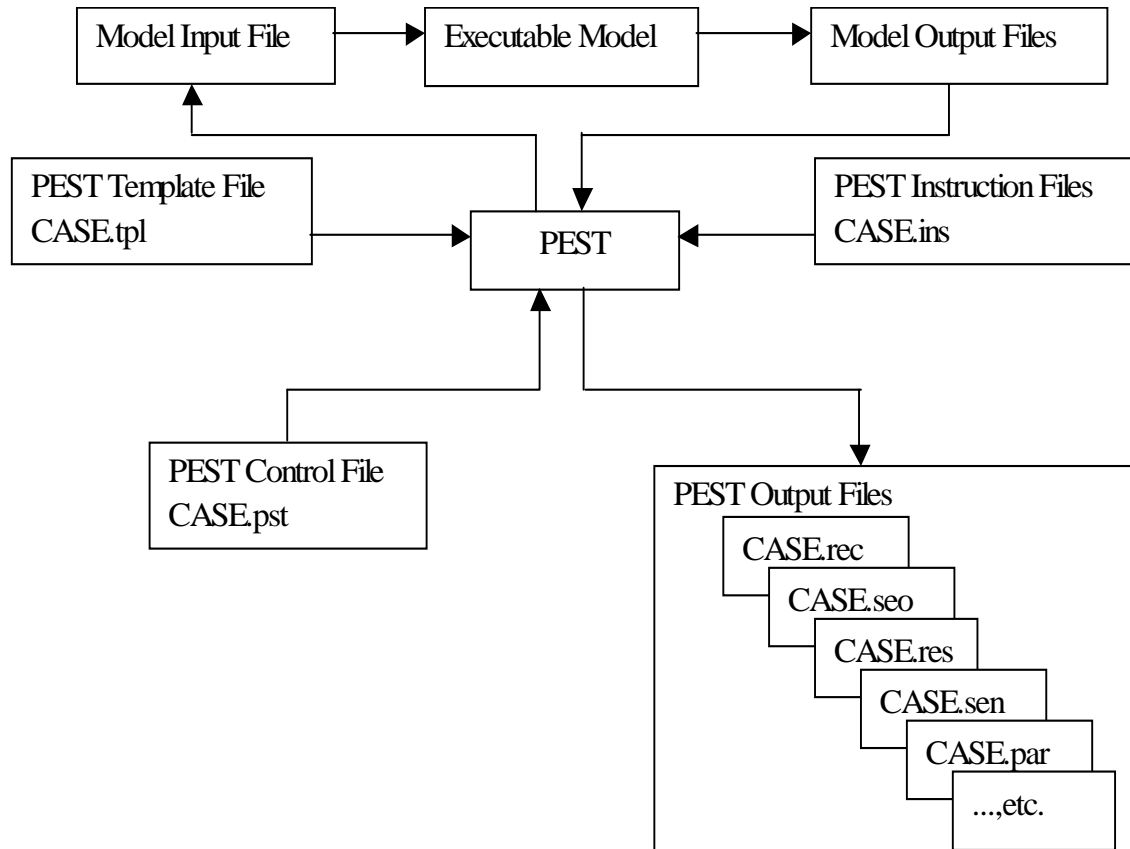 Model Input File
Executable Model
Model Output Files
PEST Template File
CASE.tpl
PEST
PEST Instruction Files
CASE.ins
PEST Control File
CASE.pst
PEST Output Files
CASE.rec
CASE.seo
CASE.res
CASE.sen
CASE.par
...,etc.